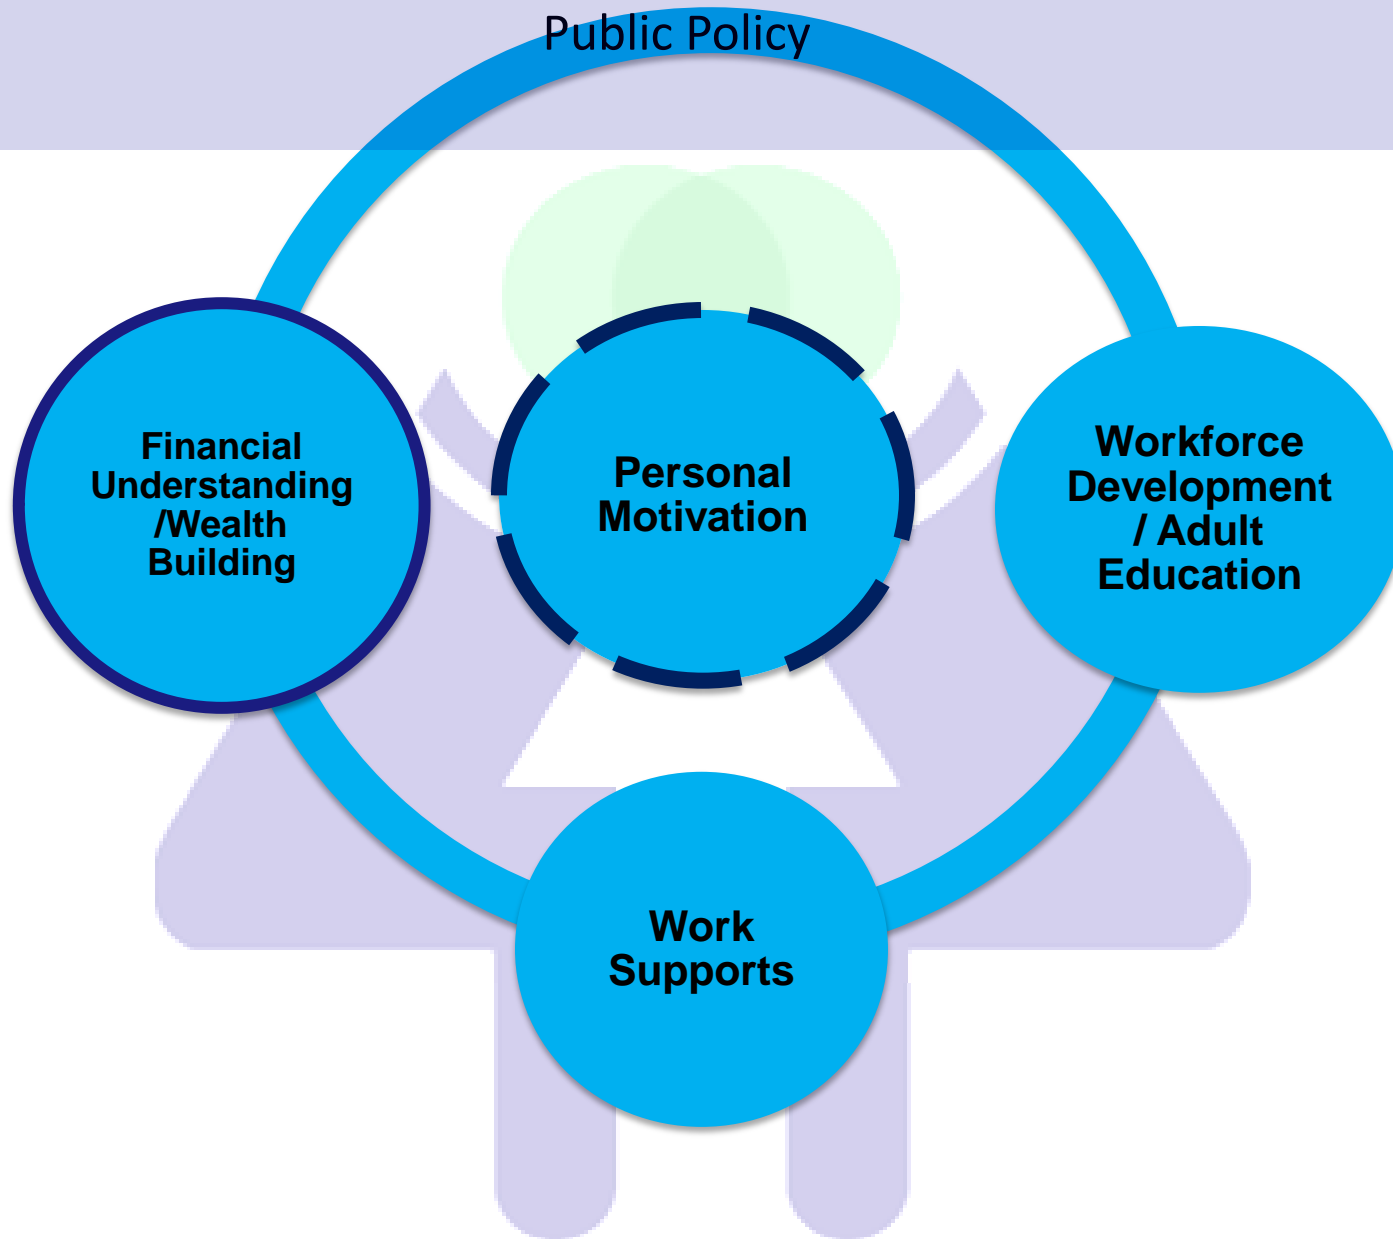 Public Policy
Financial
Understanding
/Wealth
Building
Personal
Motivation
Workforce
Development
/ Adult
Education
Work
Supports